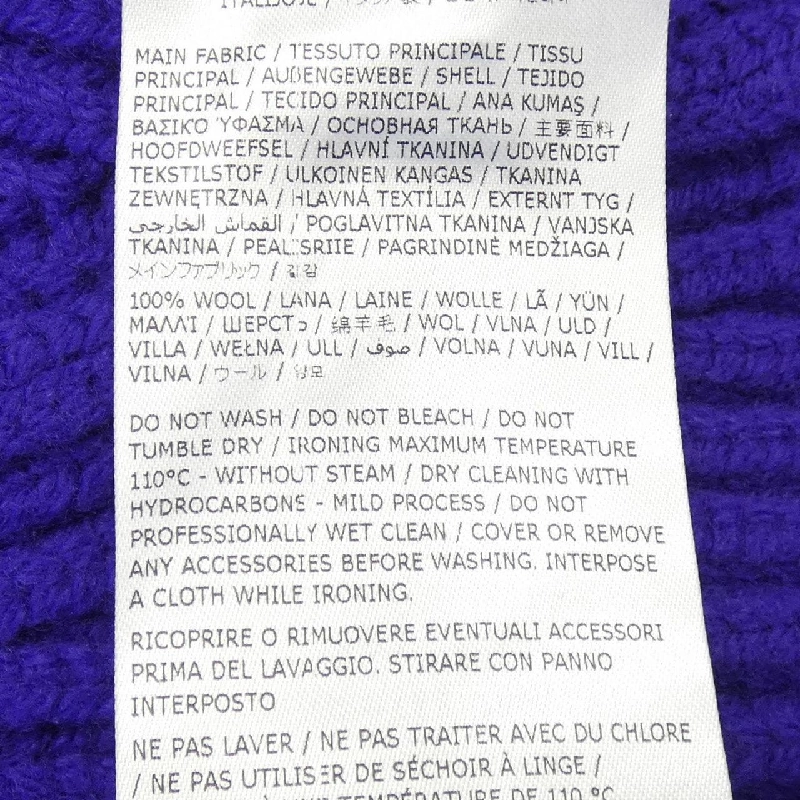 MAIN FABRIC / TESSUTO PRINCIPALE / TISSU
PRINCIPAL / AUßENGEWEBE / SHELL / TEJIDO
PRINCIPAL / TECIDO PRINCIPAL / ANA KUMAŞ /
ΒΑΣΙΚΌ ΎΦΑΣΜΑ / ОСНОВНАЯ ТКАНЬ / 主要面料 /
HOOFDWEEFSEL / HLAVNÍ TKANINA / UDVENDIGT
TEKSTILSTOF / ULKOINEN KANGAS / TKANINA
ZEWNĘTRZNA / HLAVNÁ TEXTÍLIA / EXTERNT TYG /
القماش الخارجي / POGLAVITNA TKANINA / VANJSKA
TKANINA / PEALISRIIE / PAGRINDINĖ MEDŽIAGA /
メインファブリック / 겉감
100% WOOL / LANA / LAINE / WOLLE / LÃ / YÜN /
ΜΑΛΛΊ / ШЕРСТЬ / 绵羊毛 / WOL / VLNA / ULD /
VILLA / WEŁNA / ULL / صوف / VOLNA / VUNA / VILL /
VILNA / ウール / 양모
DO NOT WASH / DO NOT BLEACH / DO NOT
TUMBLE DRY / IRONING MAXIMUM TEMPERATURE
110°C - WITHOUT STEAM / DRY CLEANING WITH
HYDROCARBONS - MILD PROCESS / DO NOT
PROFESSIONALLY WET CLEAN / COVER OR REMOVE
ANY ACCESSORIES BEFORE WASHING. INTERPOSE
A CLOTH WHILE IRONING.
RICOPRIRE O RIMUOVERE EVENTUALI ACCESSORI
PRIMA DEL LAVAGGIO. STIRARE CON PANNO
INTERPOSTO
NE PAS LAVER / NE PAS TRAITER AVEC DU CHLORE
/ NE PAS UTILISER DE SÉCHOIR À LINGE /
TEMPÉRATURE DE 110 °C